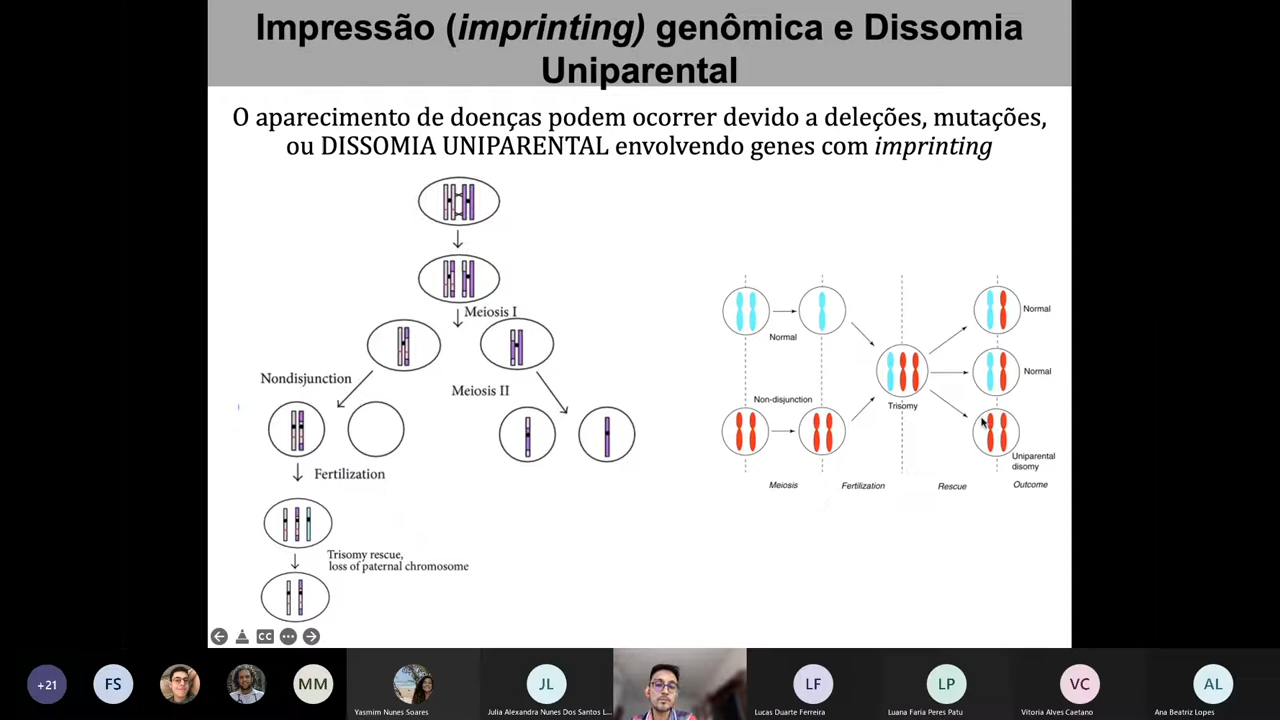 Impressão (imprinting) genômica e Dissomia
Uniparental
O aparecimento de doenças podem ocorrer devido a deleções, mutações,
ou DISSOMIA UNIPARENTAL envolvendo genes com imprinting
Meiosis I
Nondisjunction
Meiosis II
Fertilization
Trisomy rescue,
loss of paternal chromosome
Normal
Normal
Non-disjunction
Trisomy
Normal
Uniparental
disomy
Meiosis
Fertilization
Rescue
Outcome
CC
+21
FS
MM
Yasmim Nunes Soares
JL
Julia Alexandra Nunes Dos Santos L...
LF
Lucas Duarte Ferreira
LP
Luana Faria Peres Patu
VC
Vitoria Alves Caetano
AL
Ana Beatriz Lopes